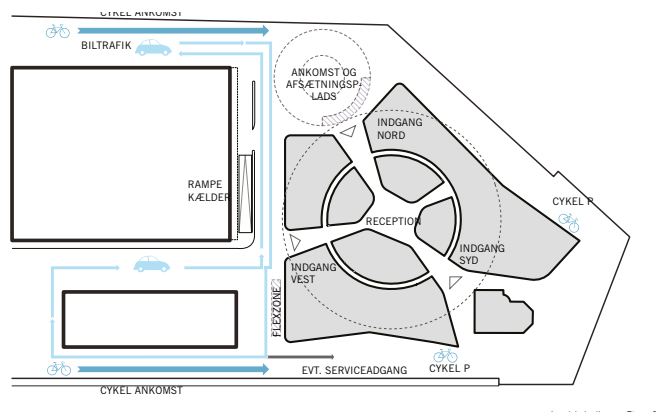 CYKEL ANKOMST
BILTRAFIK
ANKOMST OG
AFSÆTNINGSP-
LADS
INDGANG
NORD
RAMPE
KÆLDER
CYKEL P
RECEPTION
INDGANG
SYD
INDGANG
VEST
FLEXZONE
EVT. SERVICEADGANG
CYKEL P
CYKEL ANKOMST